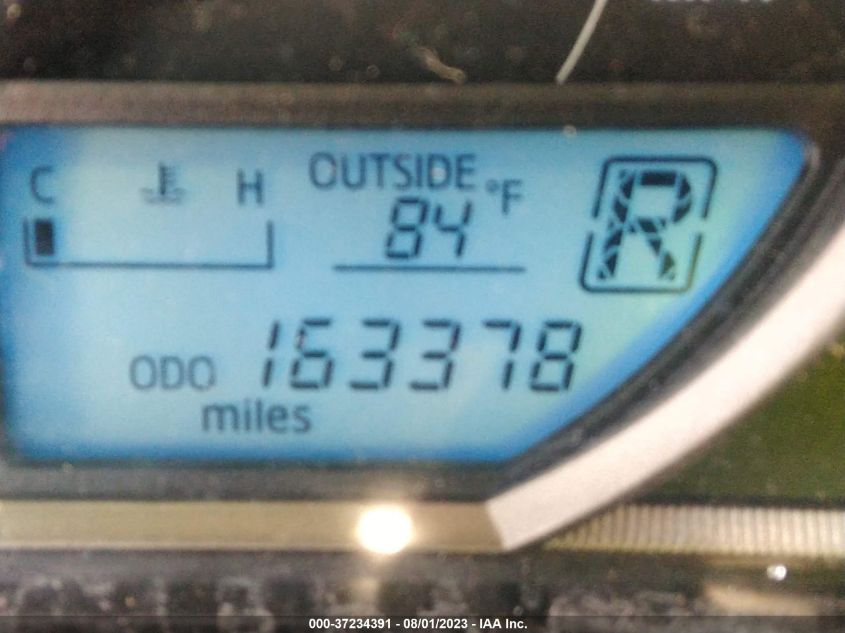 C H OUTSIDE °F R
84
ODO 163378
miles
000-37234391 - 08/01/2023 - IAA Inc.